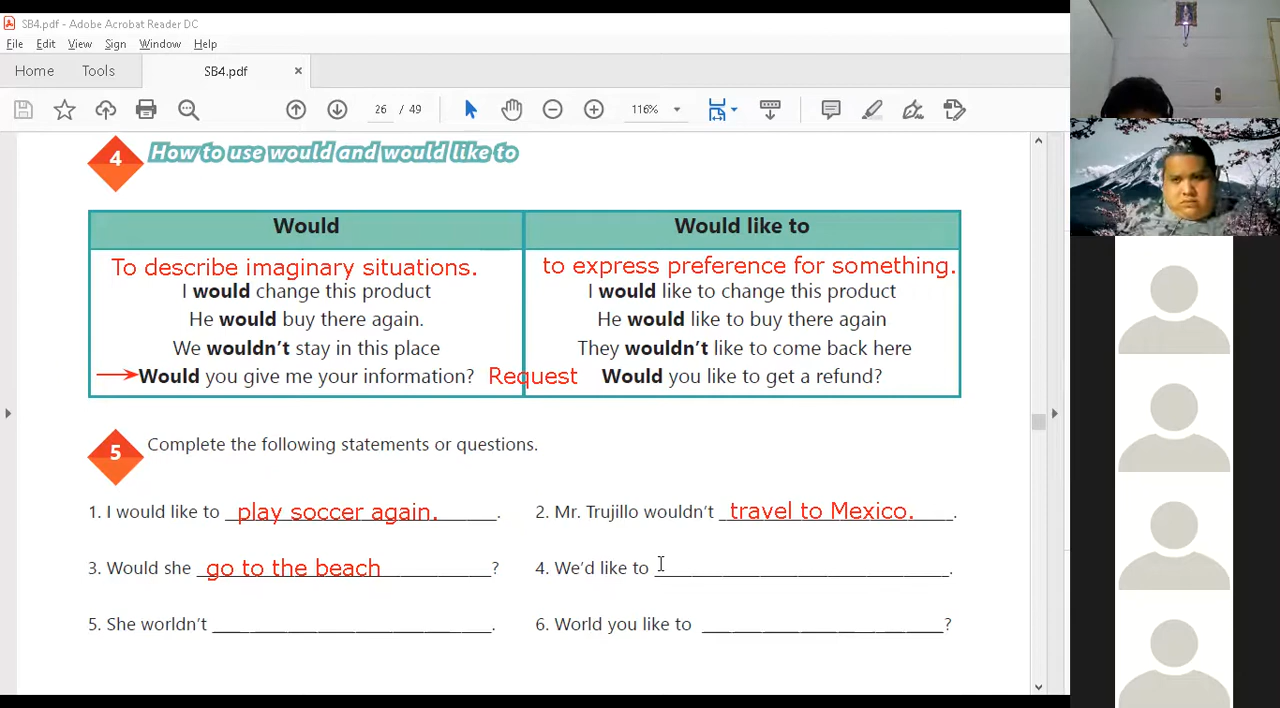 SB4.pdf - Adobe Acrobat Reader DC
File Edit View Sign Window Help
Home Tools SB4.pdf ×
26 / 49 116%
4 How to use would and would like to
Would Would like to
To describe imaginary situations. to express preference for something.
I would change this product I would like to change this product
He would buy there again. He would like to buy there again
We wouldn't stay in this place They wouldn't like to come back here
Would you give me your information? Request Would you like to get a refund?
5 Complete the following statements or questions.
1. I would like to play soccer again. . 2. Mr. Trujillo wouldn't travel to Mexico. .
3. Would she go to the beach ? 4. We'd like to ______________________ .
5. She worldn't ______________________ . 6. World you like to ______________________ ?